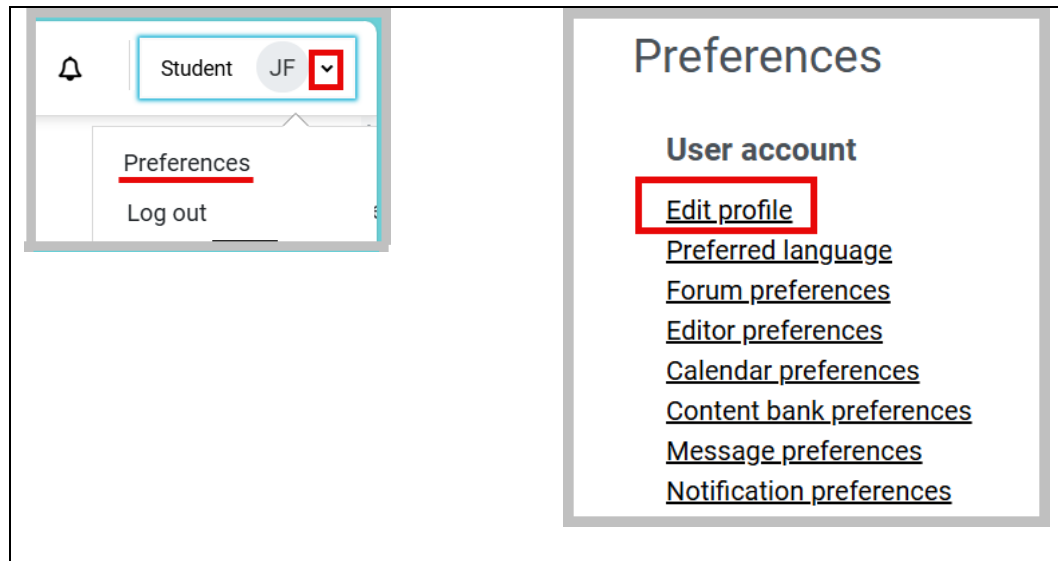 Student JF
Preferences
Log out
Preferences
User account
Edit profile
Preferred language
Forum preferences
Editor preferences
Calendar preferences
Content bank preferences
Message preferences
Notification preferences